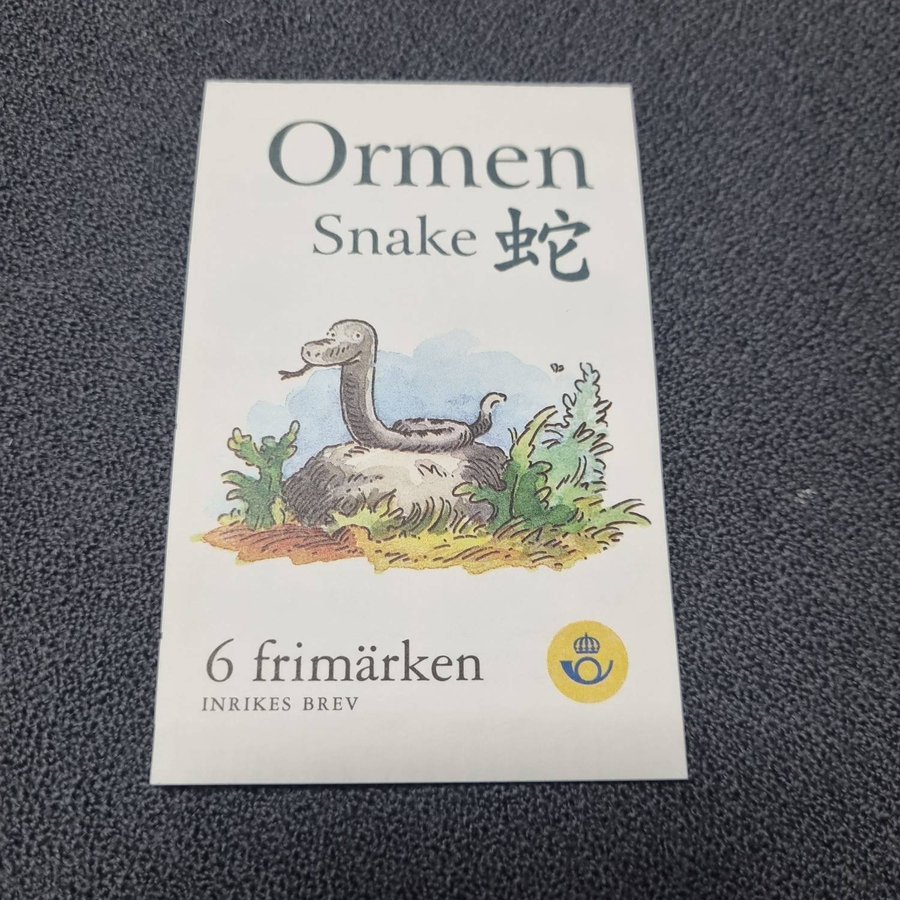 Ormen
Snake 蛇
6 frimärken
INRIKES BREV